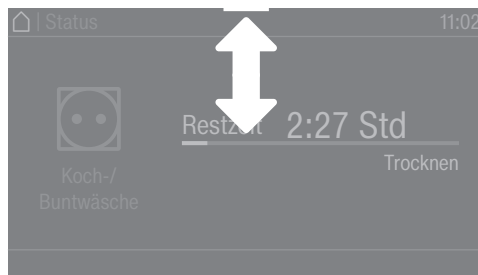 Status 11:02
Restzeit 2:27 Std
Trocknen
Koch-/
Buntwäsche